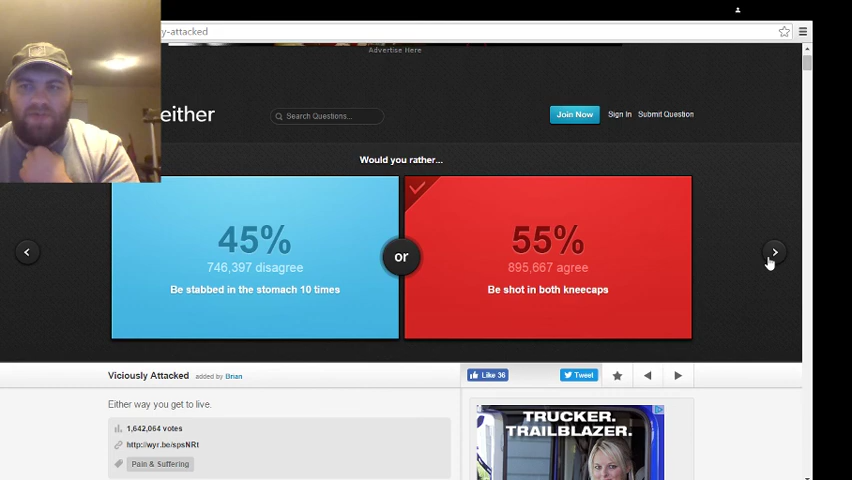 y-attacked
Advertise Here
either
Search Questions...
Join Now Sign In Submit Question
Would you rather...
45%
746,397 disagree
Be stabbed in the stomach 10 times
or
55%
895,667 agree
Be shot in both kneecaps
Viciously Attacked added by Brian
Like 36
Tweet
Either way you get to live.
1,642,064 votes
http://wyr.be/spsNRt
Pain & Suffering
TRUCKER.
TRAILBLAZER.